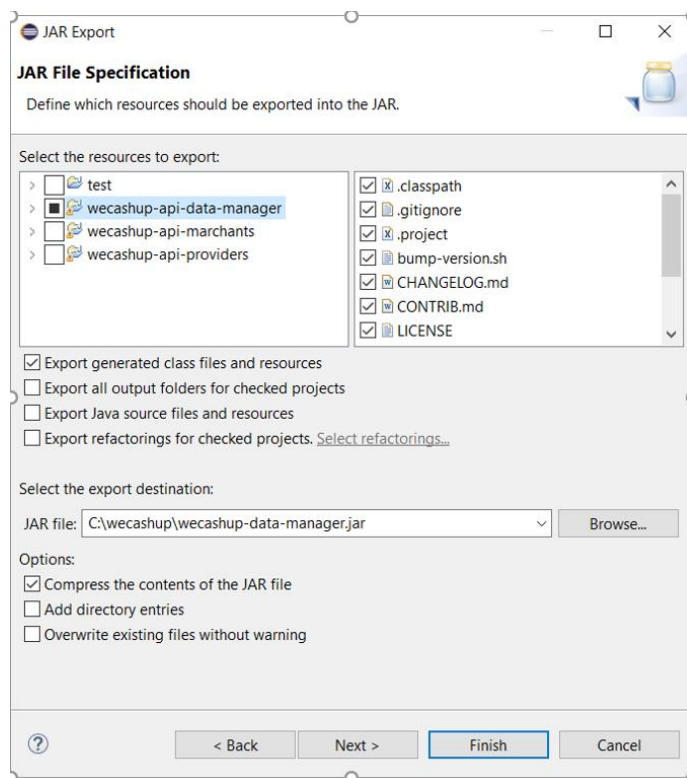 JAR Export
JAR File Specification
Define which resources should be exported into the JAR.
Select the resources to export:
test
wecashup-api-data-manager
wecashup-api-marchants
wecashup-api-providers
.classpath
.gitignore
.project
bump-version.sh
CHANGELOG.md
CONTRIB.md
LICENSE
Export generated class files and resources
Export all output folders for checked projects
Export Java source files and resources
Export refactorings for checked projects. Select refactorings...
Select the export destination:
JAR file: C:\wecashup\wecashup-data-manager.jar Browse...
Options:
Compress the contents of the JAR file
Add directory entries
Overwrite existing files without warning
? < Back Next > Finish Cancel